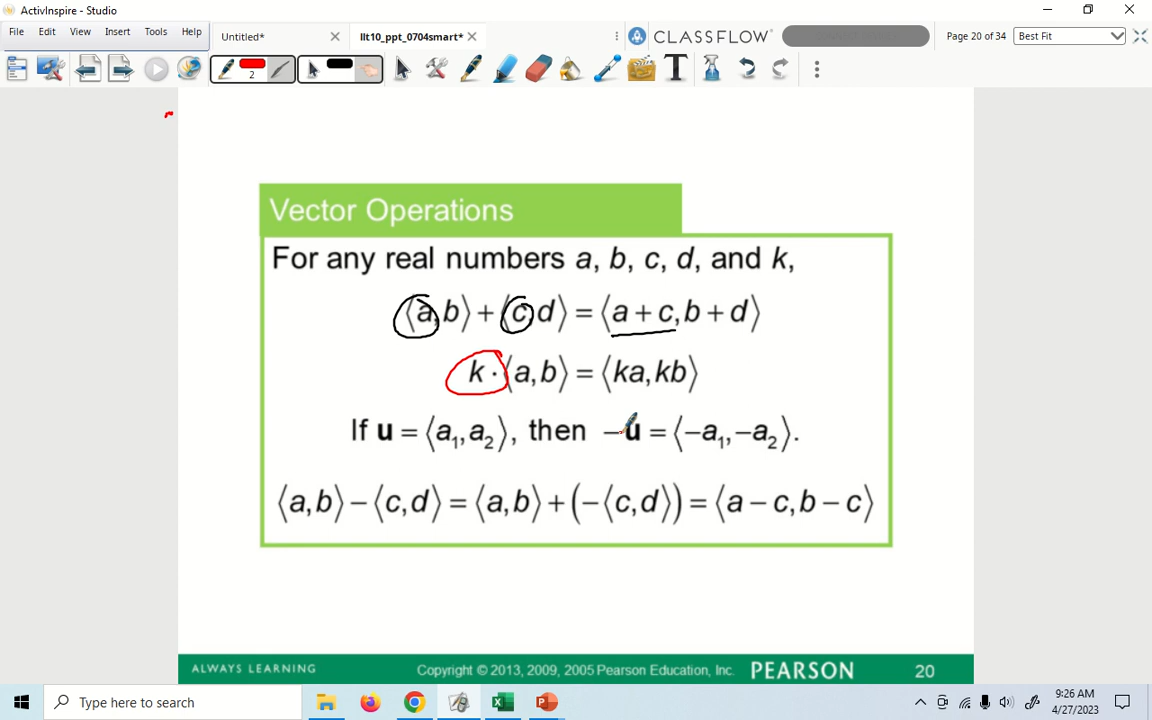 ActivInspire - Studio
File Edit View Insert Tools Help
Untitled*
llt10_ppt_0704smart*
CLASSFLOW
Page 20 of 34
Best Fit
2
Vector Operations
For any real numbers a, b, c, d, and k,
⟨a,b⟩ + ⟨c,d⟩ = ⟨a + c,b + d⟩
k · ⟨a,b⟩ = ⟨ka,kb⟩
If u = ⟨a₁,a₂⟩, then −u = ⟨−a₁,−a₂⟩.
⟨a,b⟩ − ⟨c,d⟩ = ⟨a,b⟩ + (−⟨c,d⟩) = ⟨a − c,b − c⟩
ALWAYS LEARNING
Copyright © 2013, 2009, 2005 Pearson Education, Inc.
PEARSON
20
Type here to search
9:26 AM
4/27/2023